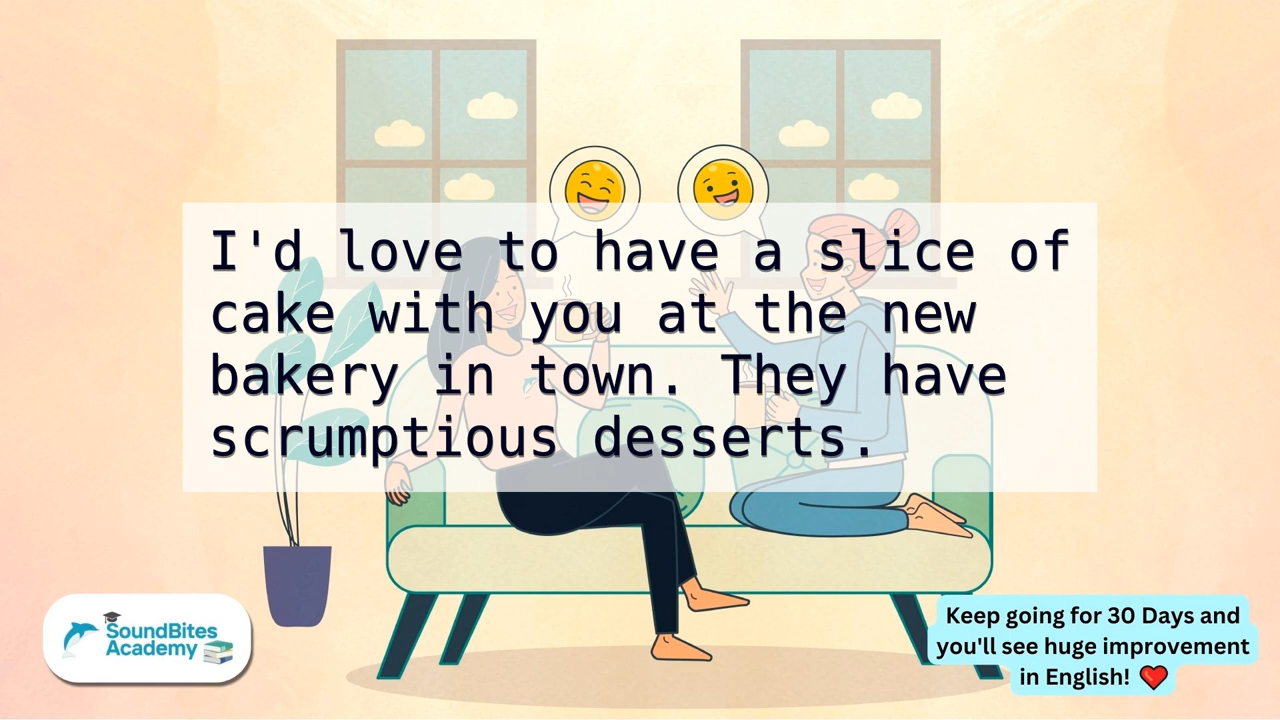 I'd love to have a slice of
cake with you at the new
bakery in town. They have
scrumptious desserts.
SoundBites
Academy
Keep going for 30 Days and
you'll see huge improvement
in English! ❤️